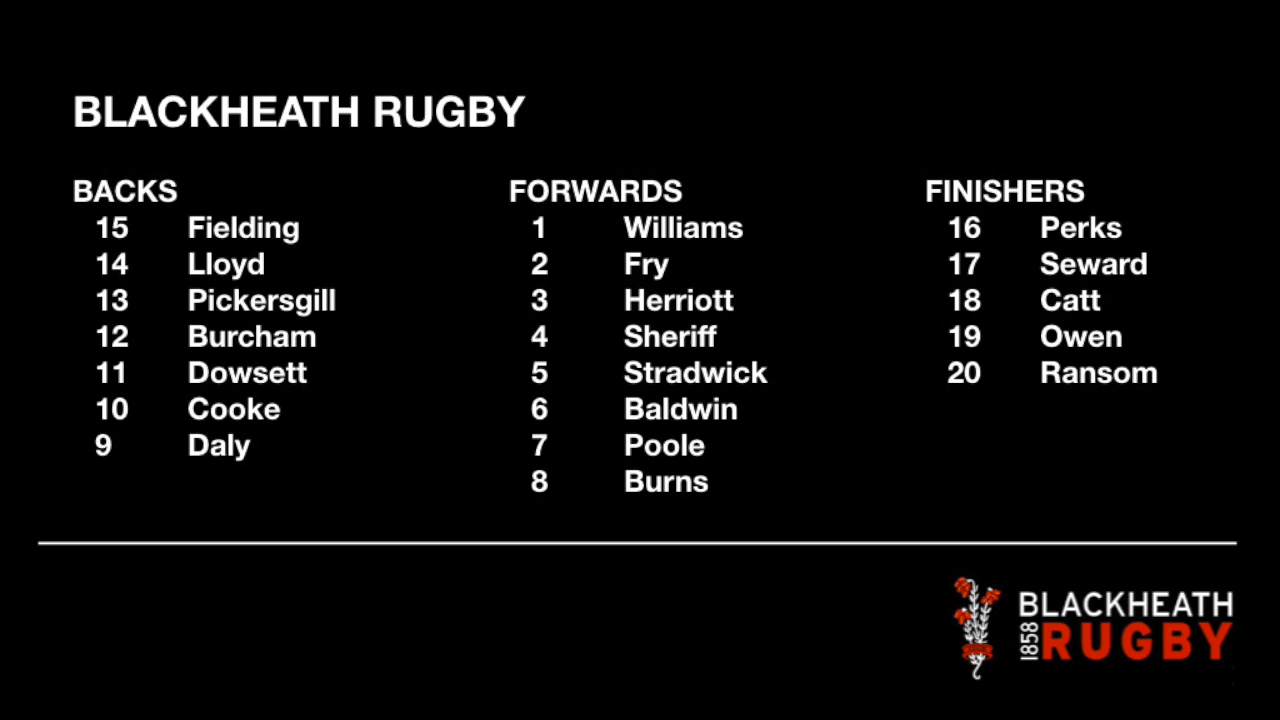 BLACKHEATH RUGBY
BACKS
15 Fielding
14 Lloyd
13 Pickersgill
12 Burcham
11 Dowsett
10 Cooke
9 Daly
FORWARDS
1 Williams
2 Fry
3 Herriott
4 Sheriff
5 Stradwick
6 Baldwin
7 Poole
8 Burns
FINISHERS
16 Perks
17 Seward
18 Catt
19 Owen
20 Ransom
BLACKHEATH
1858 RUGBY